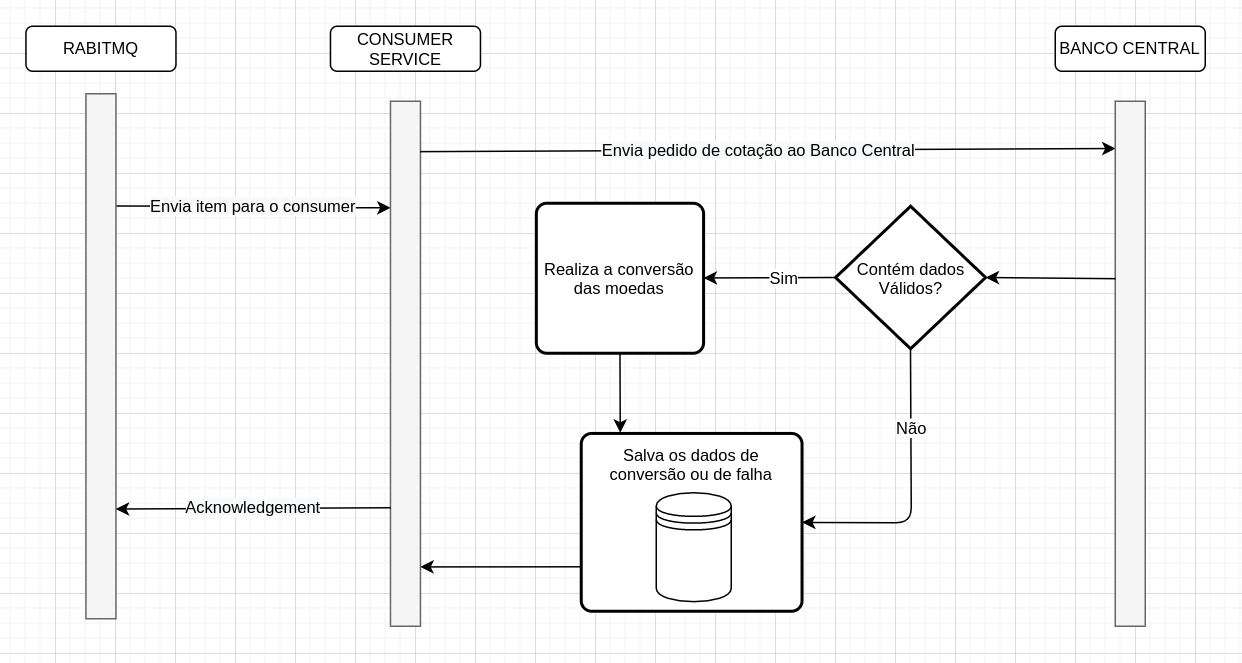 RABITMQ
CONSUMER
SERVICE
BANCO CENTRAL
Envia pedido de cotação ao Banco Central
Envia item para o consumer
Realiza a conversão
das moedas
Sim
Contém dados
Válidos?
Não
Salva os dados de
conversão ou de falha
Acknowledgement